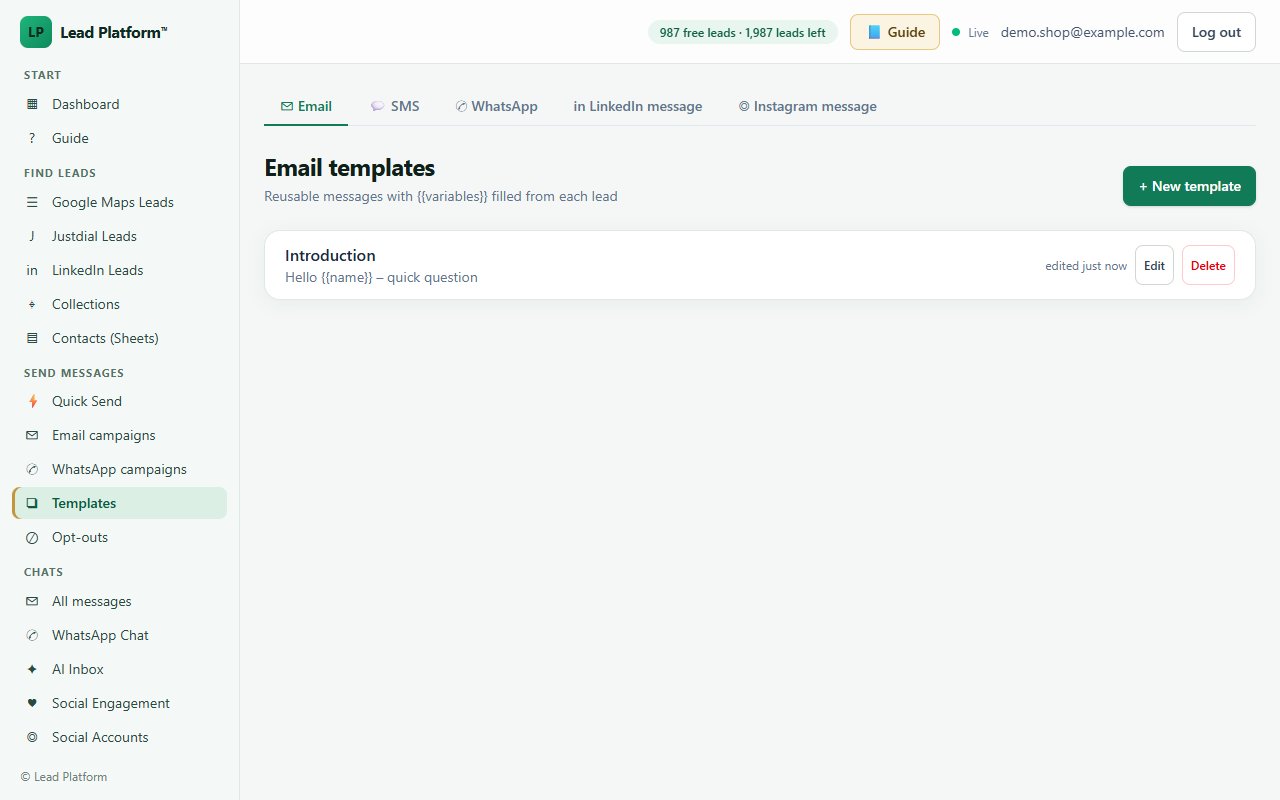 LP Lead Platform™
START
Dashboard
? Guide
FIND LEADS
Google Maps Leads
J Justdial Leads
in LinkedIn Leads
Collections
Contacts (Sheets)
SEND MESSAGES
Quick Send
Email campaigns
WhatsApp campaigns
Templates
Opt-outs
CHATS
All messages
WhatsApp Chat
AI Inbox
Social Engagement
Social Accounts
© Lead Platform
987 free leads · 1,987 leads left
Guide
Live
demo.shop@example.com
Log out
Email
SMS
WhatsApp
in LinkedIn message
Instagram message
Email templates
Reusable messages with {{variables}} filled from each lead
+ New template
Introduction
Hello {{name}} – quick question
edited just now
Edit
Delete